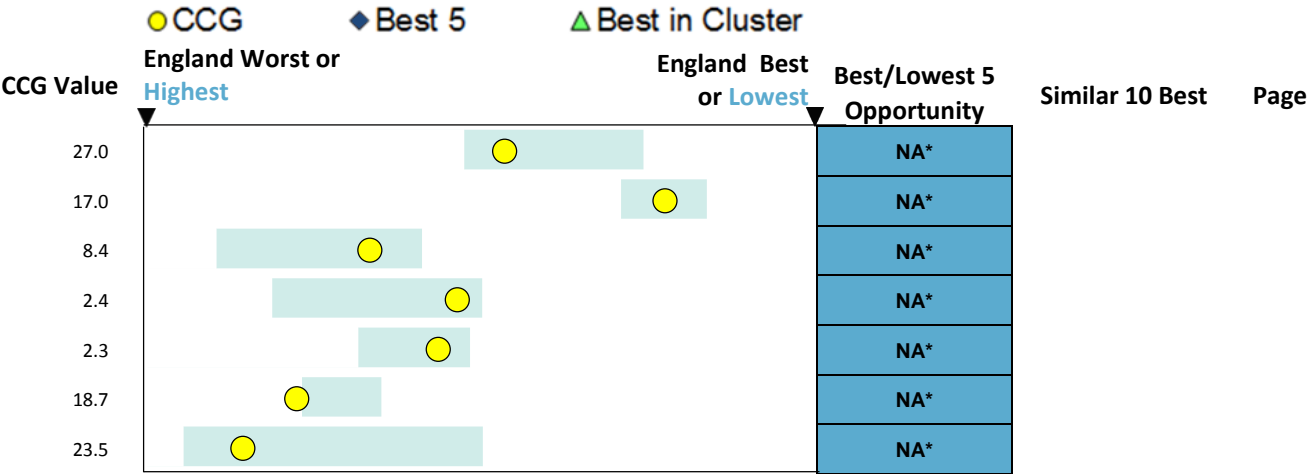 CCG Best 5 Best in Cluster
CCG Value England Worst or Highest England Best or Lowest Best/Lowest 5 Opportunity Similar 10 Best Page
27.0 NA*
17.0 NA*
8.4 NA*
2.4 NA*
2.3 NA*
18.7 NA*
23.5 NA*